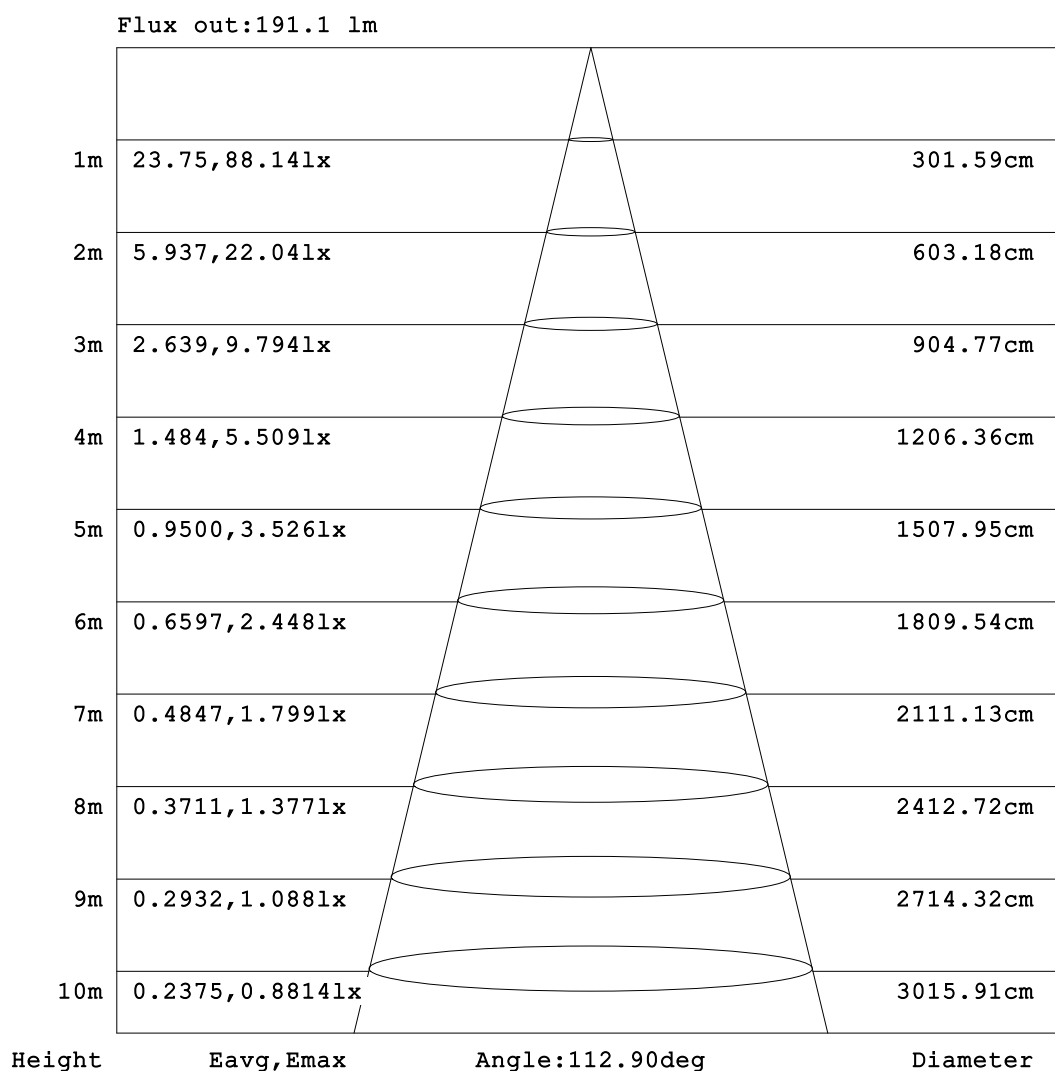 Flux out:191.1 lm
1m 23.75,88.14lx 301.59cm
2m 5.937,22.04lx 603.18cm
3m 2.639,9.794lx 904.77cm
4m 1.484,5.509lx 1206.36cm
5m 0.9500,3.526lx 1507.95cm
6m 0.6597,2.448lx 1809.54cm
7m 0.4847,1.799lx 2111.13cm
8m 0.3711,1.377lx 2412.72cm
9m 0.2932,1.088lx 2714.32cm
10m 0.2375,0.8814lx 3015.91cm
Height Eavg,Emax Angle:112.90deg Diameter